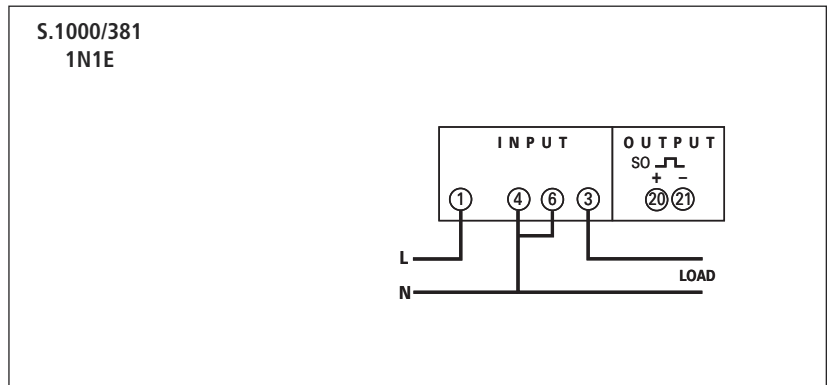 S.1000/381
1N1E
INPUT OUTPUT
SO
+ −
1 4 6 3 20 21
L
LOAD
N